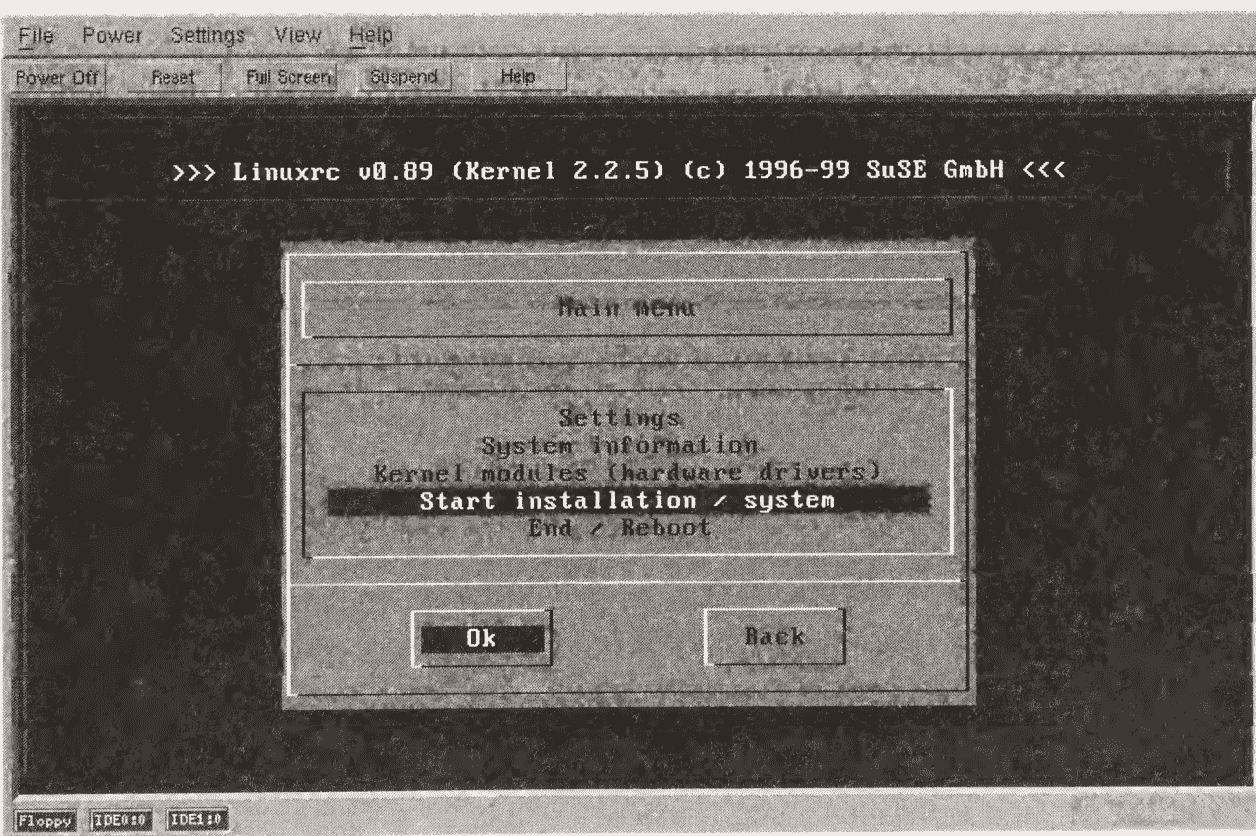 File Power Settings View Help
Power Off Reset Full Screen Suspend Help
>>> Linuxrc v0.89 (Kernel 2.2.5) (c) 1996-99 SuSE GmbH <<<
Main menu
Settings
System information
Kernel modules (hardware drivers)
Start installation / system
End / Reboot
Ok Back
Floppy IDE0:0 IDE1:0